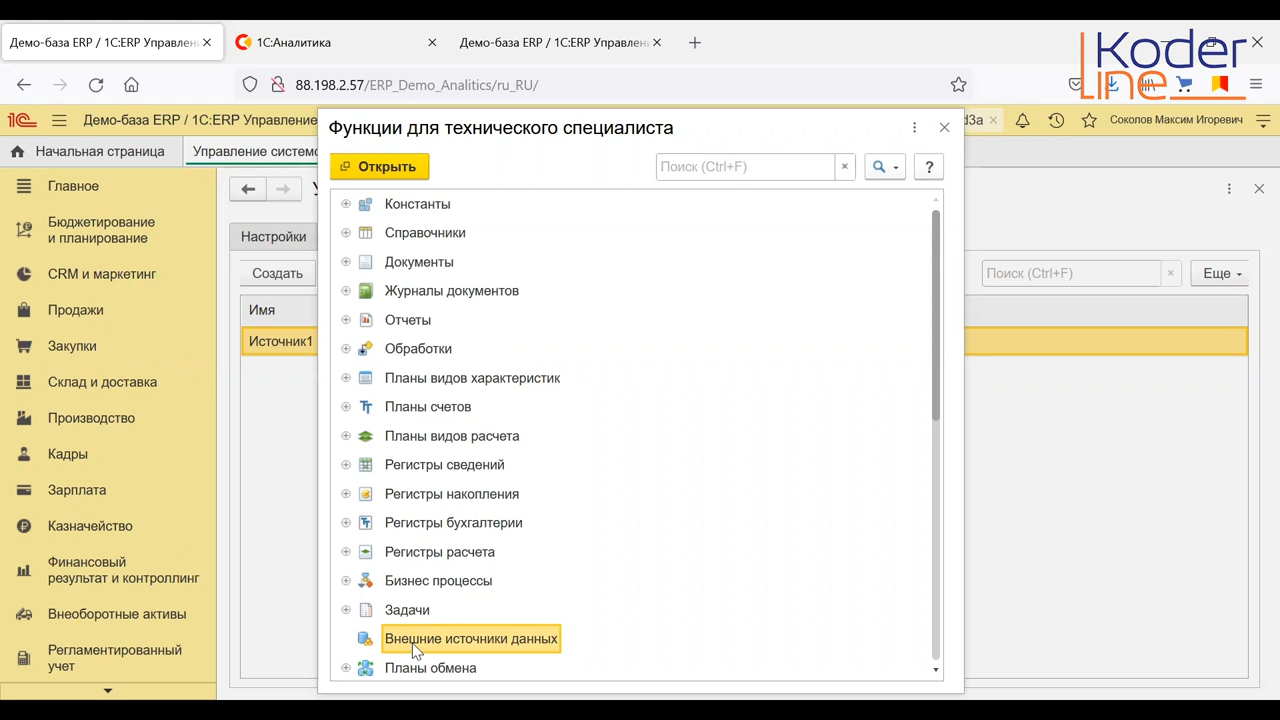 Демо-база ERP / 1С:ERP Управлен
1С:Аналитика
Демо-база ERP / 1С:ERP Управлен
Koder
line
88.198.2.57/ERP_Demo_Analitics/ru_RU/
Демо-база ERP / 1С:ERP Управление
d3a
Соколов Максим Игоревич
Функции для технического специалиста
Начальная страница
Управление системо
Открыть
Поиск (Ctrl+F)
?
Главное
Бюджетирование
и планирование
CRM и маркетинг
Продажи
Закупки
Склад и доставка
Производство
Кадры
Зарплата
Казначейство
Финансовый
результат и контроллинг
Внеоборотные активы
Регламентированный
учет
У
Настройки
Создать
Поиск (Ctrl+F)
Еще
Имя
Источник1
Константы
Справочники
Документы
Журналы документов
Отчеты
Обработки
Планы видов характеристик
Планы счетов
Планы видов расчета
Регистры сведений
Регистры накопления
Регистры бухгалтерии
Регистры расчета
Бизнес процессы
Задачи
Внешние источники данных
Планы обмена